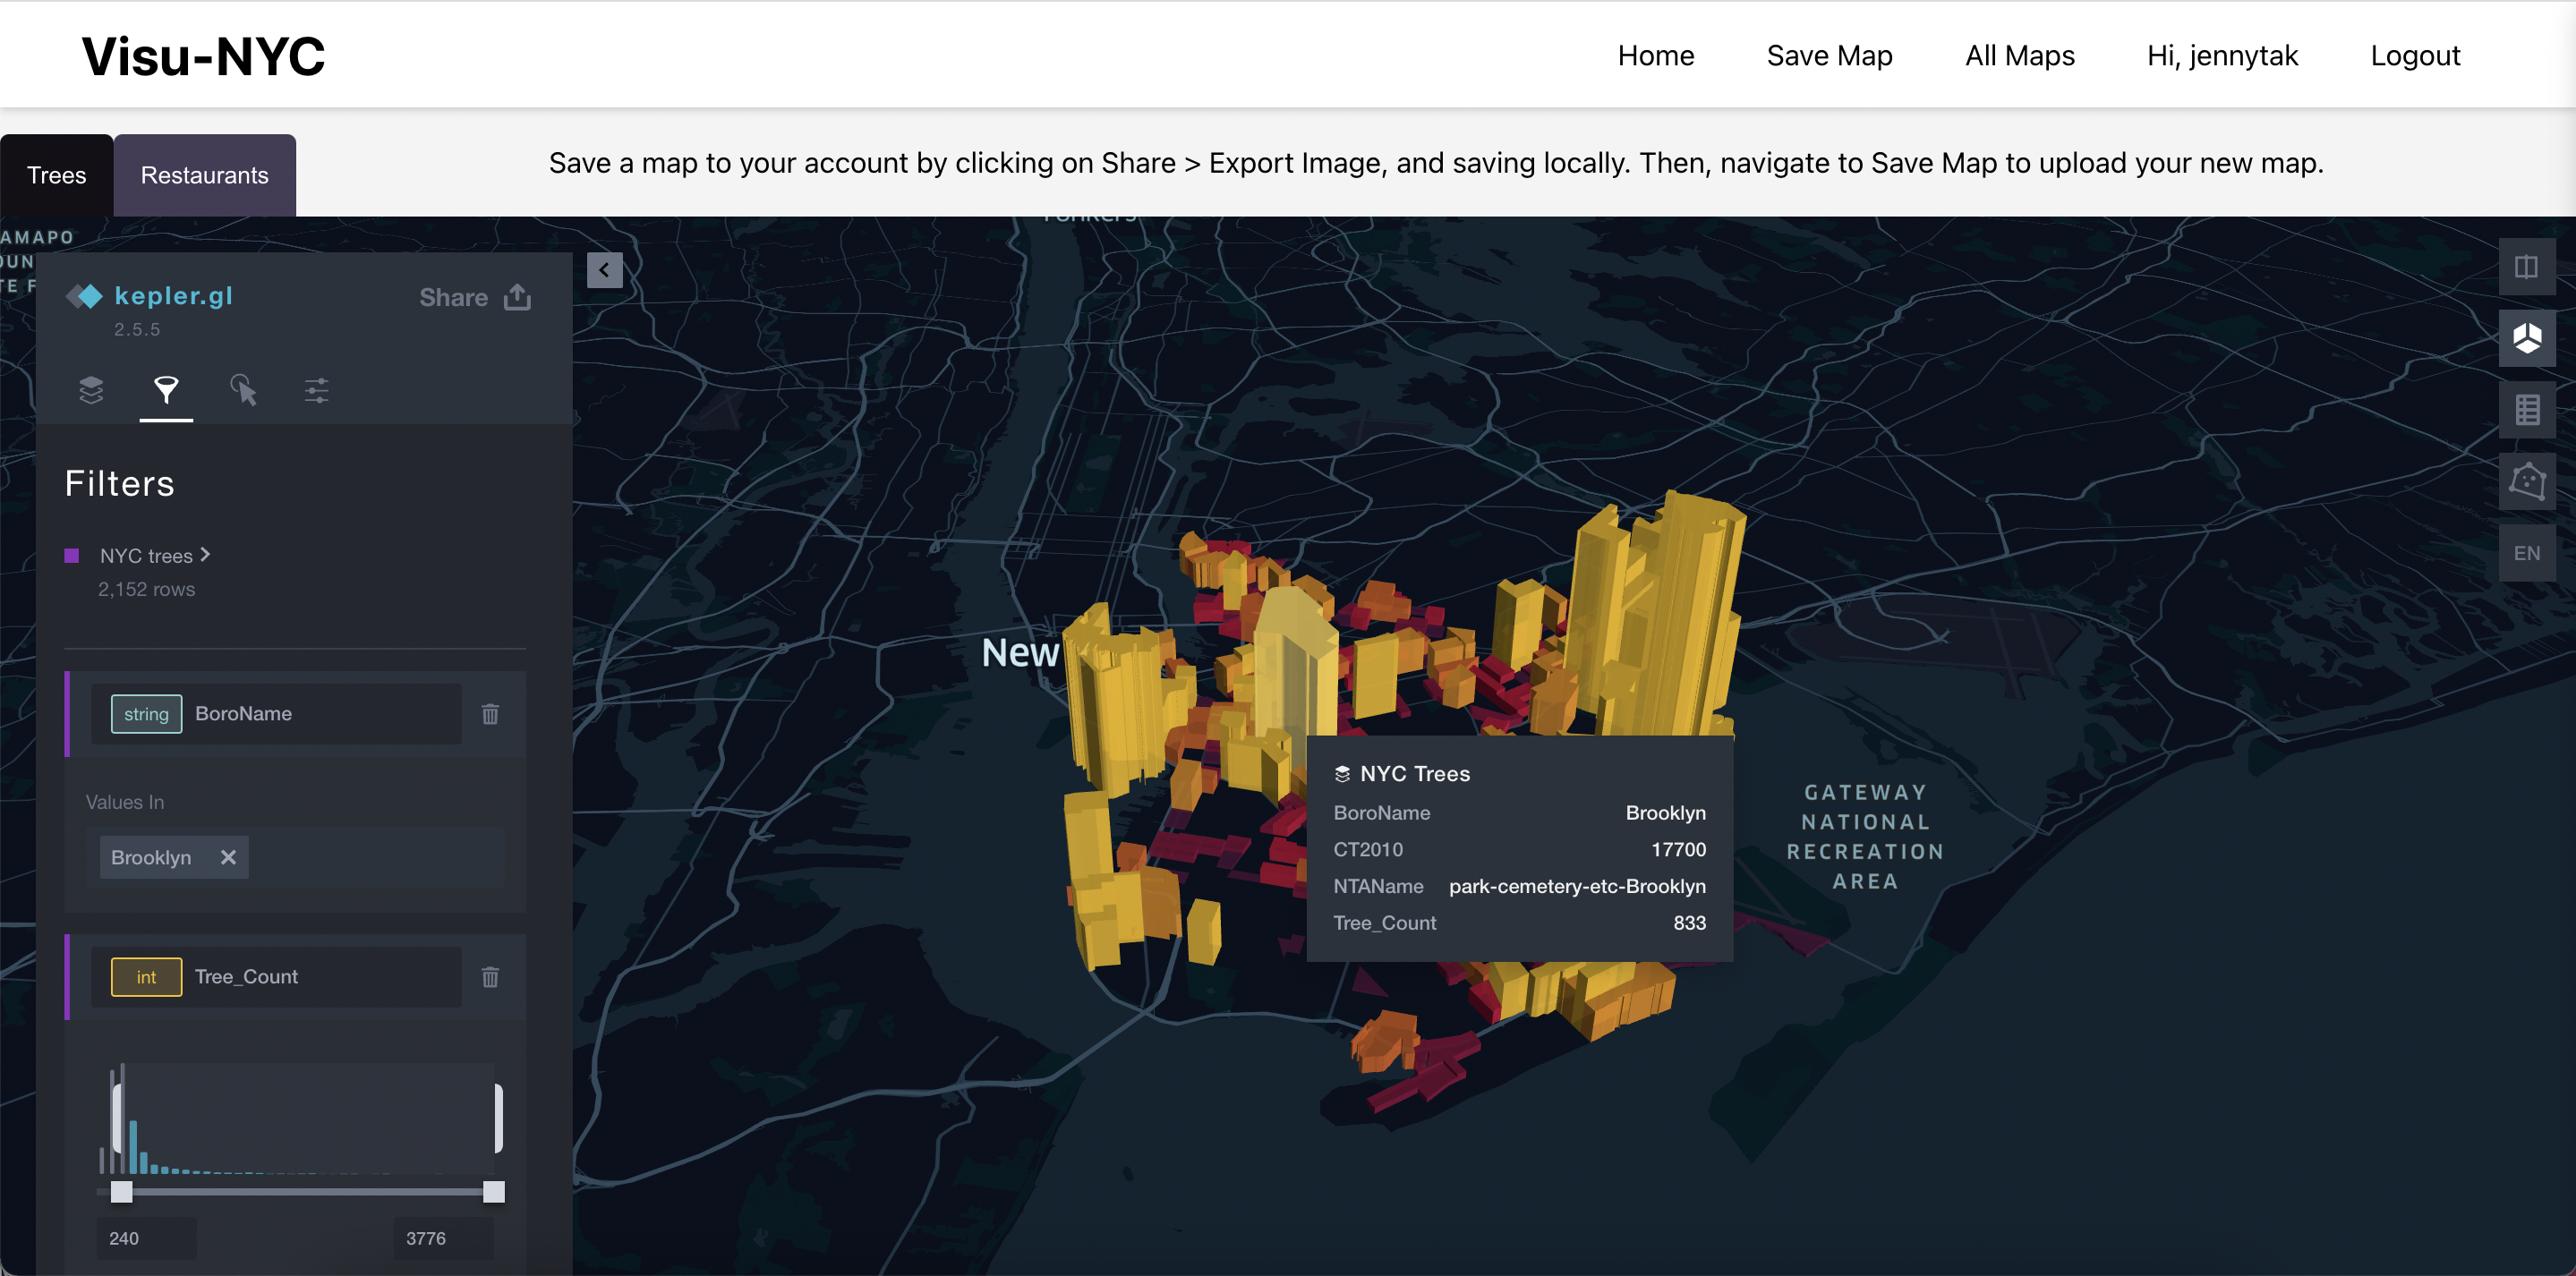 Visu-NYC
Home
Save Map
All Maps
Hi, jennytak
Logout
Trees
Restaurants
Save a map to your account by clicking on Share > Export Image, and saving locally. Then, navigate to Save Map to upload your new map.
kepler.gl
2.5.5
Share
Filters
NYC trees
2,152 rows
string BoroName
Values In
Brooklyn
int Tree_Count
240
3776
New
NYC Trees
BoroName Brooklyn
CT2010 17700
NTAName park-cemetery-etc-Brooklyn
Tree_Count 833
GATEWAY
NATIONAL
RECREATION
AREA
EN